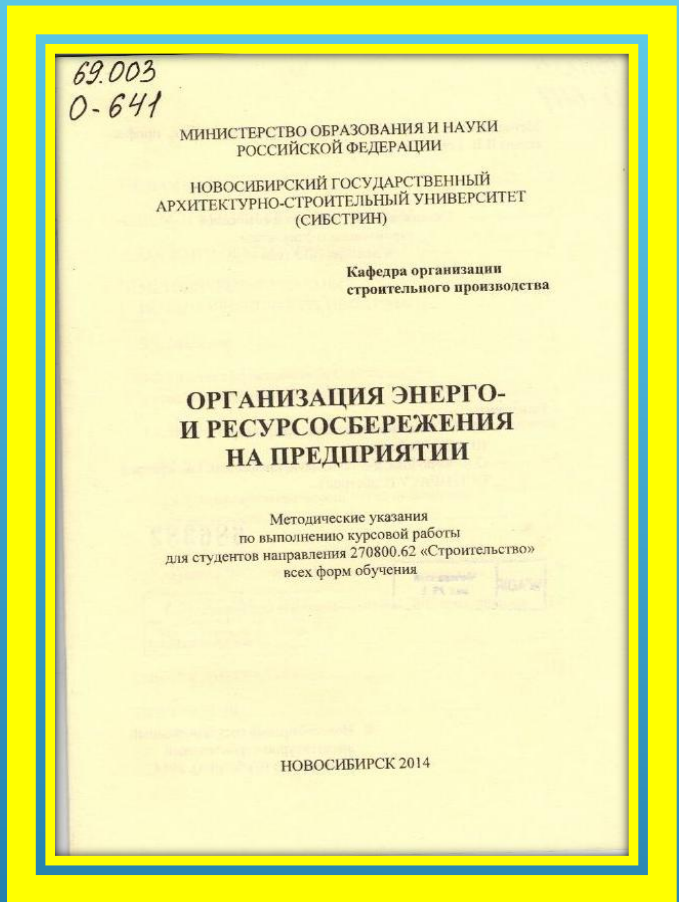 69.003
О-641
МИНИСТЕРСТВО ОБРАЗОВАНИЯ И НАУКИ
РОССИЙСКОЙ ФЕДЕРАЦИИ
НОВОСИБИРСКИЙ ГОСУДАРСТВЕННЫЙ
АРХИТЕКТУРНО-СТРОИТЕЛЬНЫЙ УНИВЕРСИТЕТ
(СИБСТРИН)
Кафедра организации
строительного производства
ОРГАНИЗАЦИЯ ЭНЕРГО-
И РЕСУРСОСБЕРЕЖЕНИЯ
НА ПРЕДПРИЯТИИ
Методические указания
по выполнению курсовой работы
для студентов направления 270800.62 «Строительство»
всех форм обучения
НОВОСИБИРСК 2014